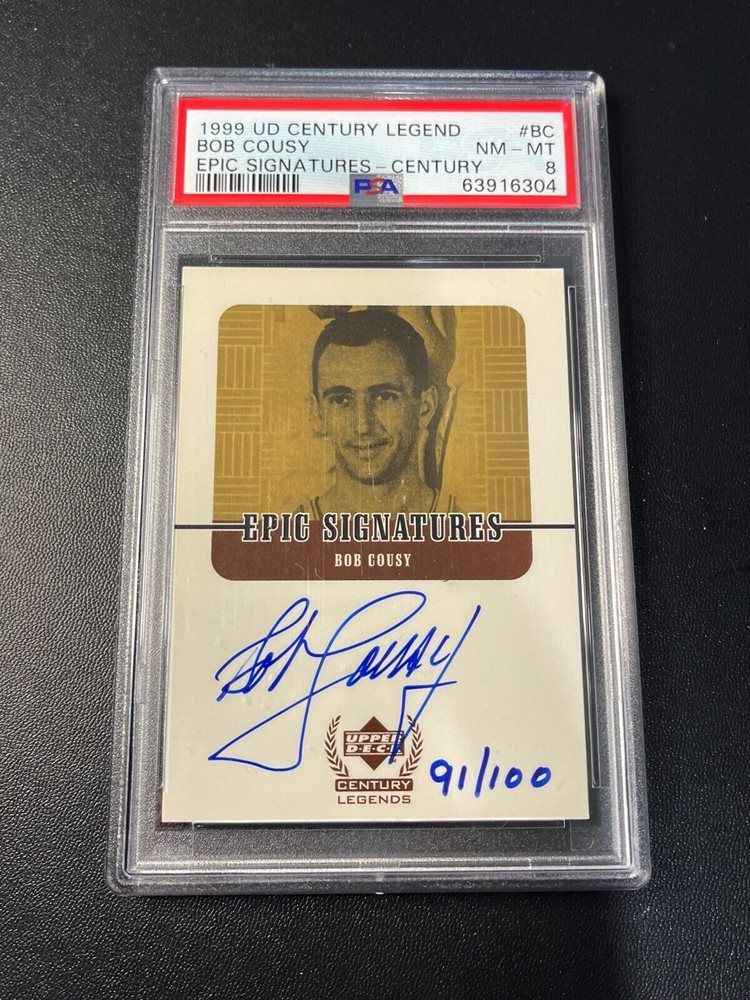 1999 UD CENTURY LEGEND #BC
BOB COUSY NM - MT
EPIC SIGNATURES - CENTURY 8
PSA 63916304
EPIC SIGNATURES
BOB COUSY
Bob Cousy
UPPER
D·E·C·K
91/100
CENTURY
LEGENDS